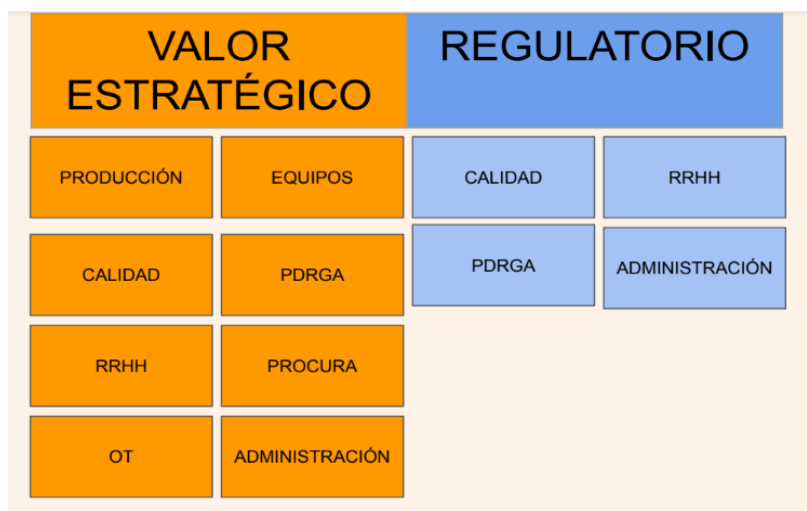 VALOR
ESTRATÉGICO
REGULATORIO
PRODUCCIÓN
EQUIPOS
CALIDAD
RRHH
CALIDAD
PDRGA
PDRGA
ADMINISTRACIÓN
RRHH
PROCURA
OT
ADMINISTRACIÓN